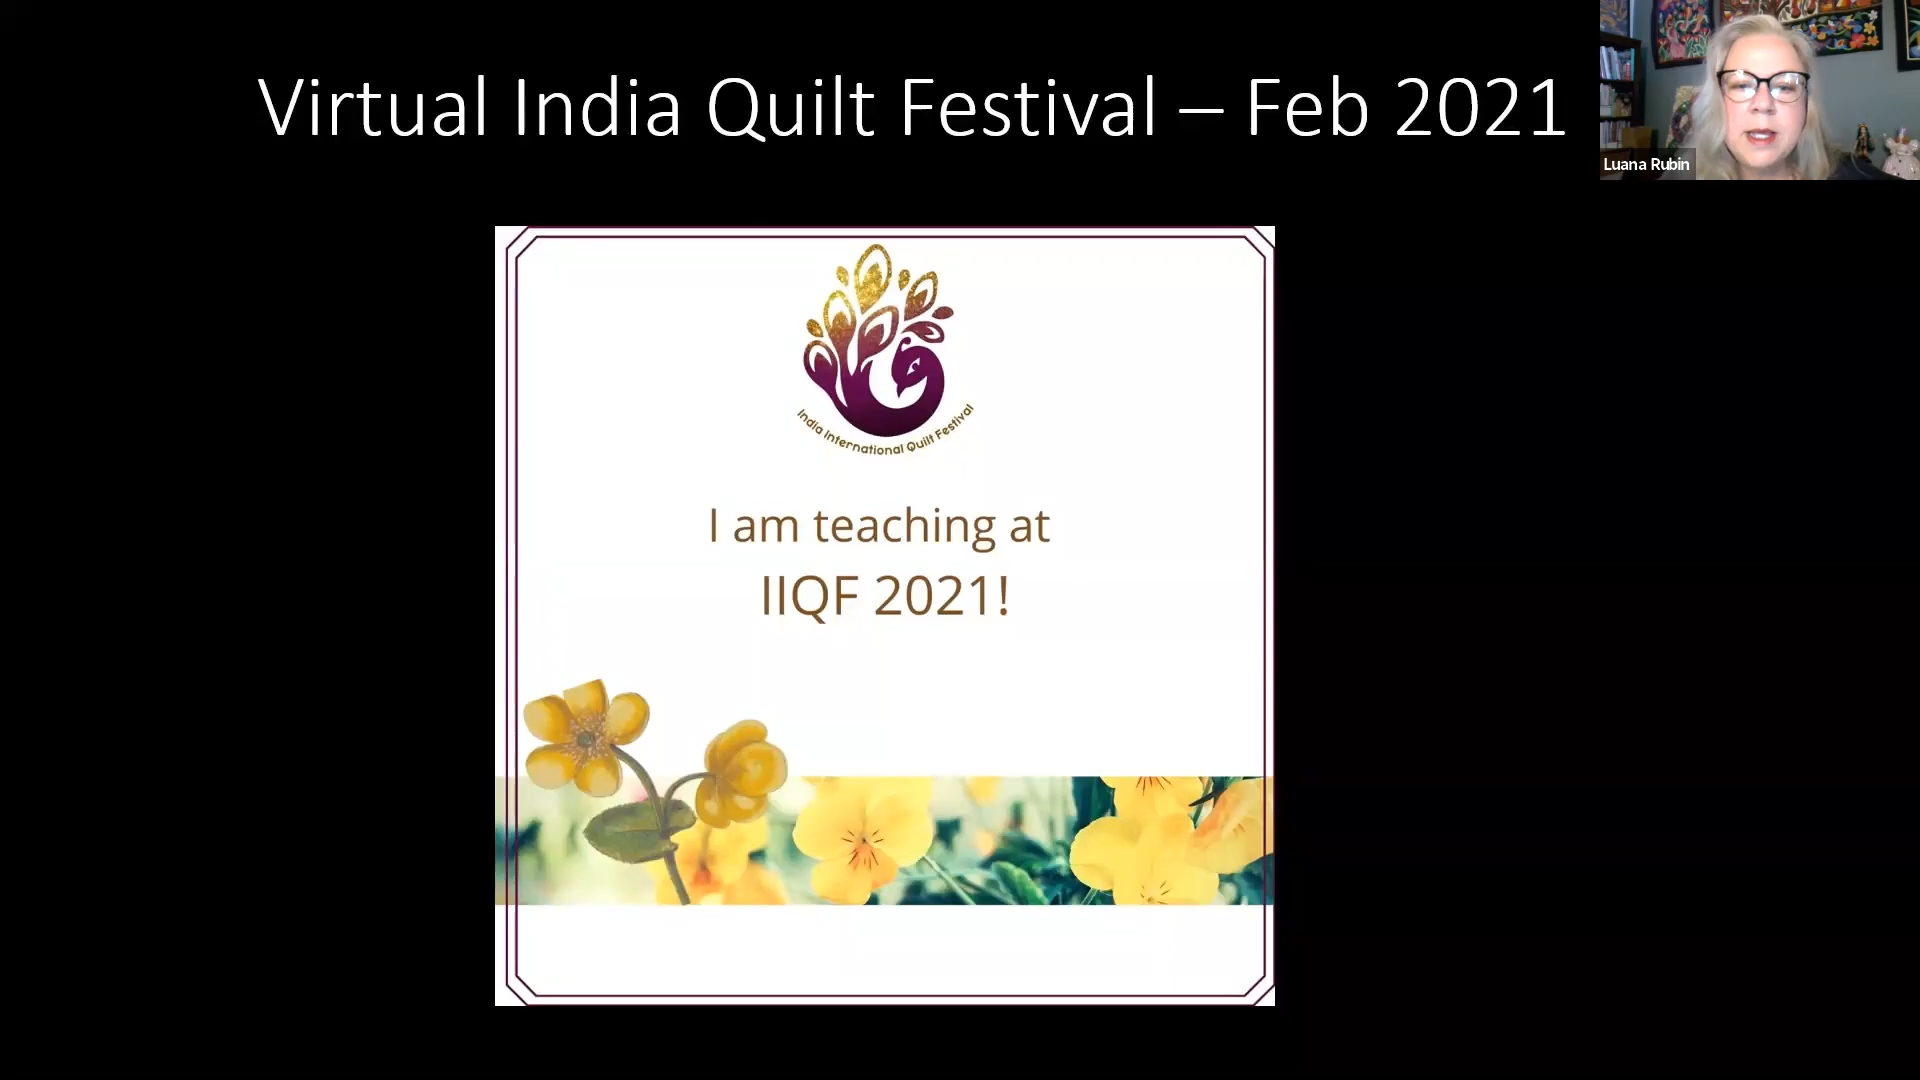 Virtual India Quilt Festival – Feb 2021
Luana Rubin
India International Quilt Festival
I am teaching at
IIQF 2021!